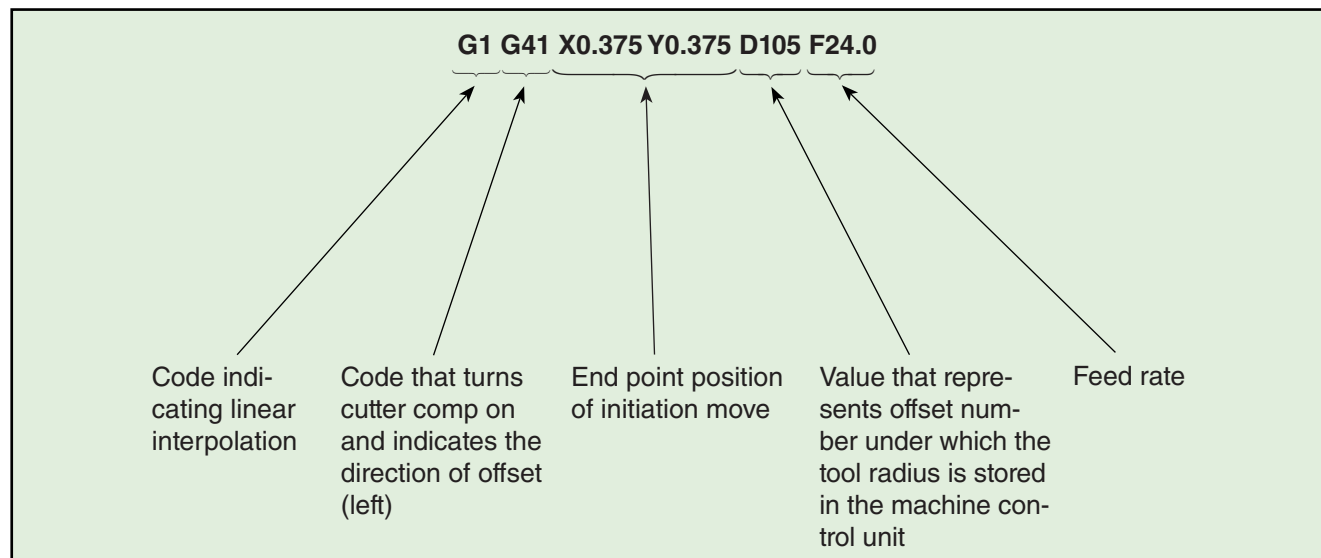 G1 G41 X0.375 Y0.375 D105 F24.0
Code indi-
cating linear
interpolation
Code that turns
cutter comp on
and indicates the
direction of offset
(left)
End point position
of initiation move
Value that repre-
sents offset num-
ber under which the
tool radius is stored
in the machine con-
trol unit
Feed rate